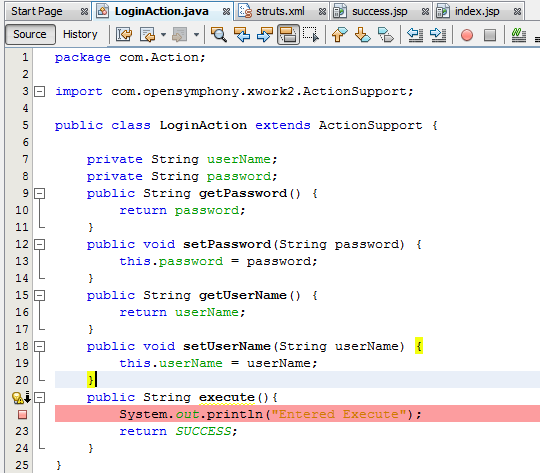 Start Page LoginAction.java struts.xml success.jsp index.jsp
Source History
1 package com.Action;
2
3 import com.opensymphony.xwork2.ActionSupport;
4
5 public class LoginAction extends ActionSupport {
6
7 private String userName;
8 private String password;
9 public String getPassword() {
10 return password;
11 }
12 public void setPassword(String password) {
13 this.password = password;
14 }
15 public String getUserName() {
16 return userName;
17 }
18 public void setUserName(String userName) {
19 this.userName = userName;
20 }
public String execute(){
System.out.println("Entered Execute");
23 return SUCCESS;
24 }
25 }